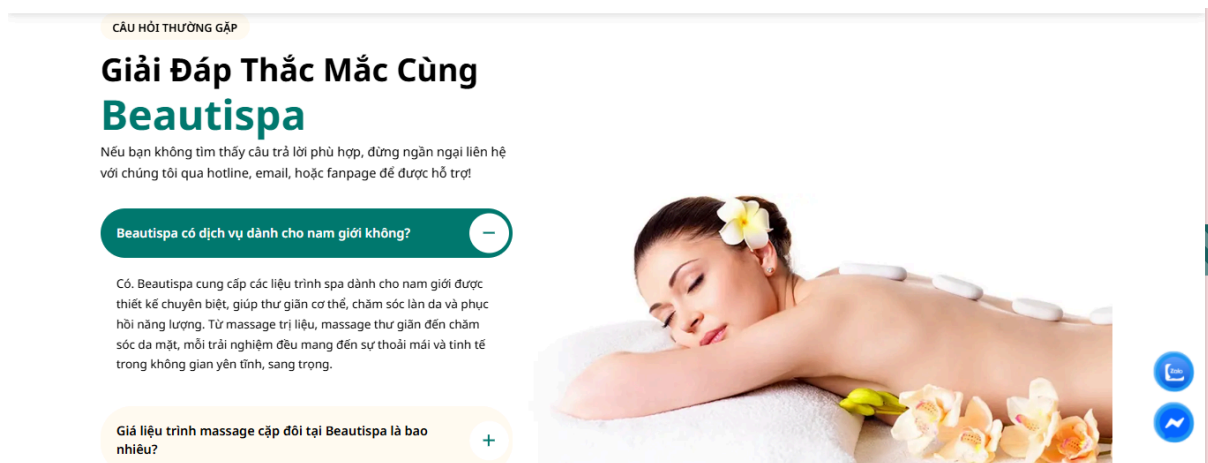 CÂU HỎI THƯỜNG GẶP
Giải Đáp Thắc Mắc Cùng
Beautispa
Nếu bạn không tìm thấy câu trả lời phù hợp, đừng ngần ngại liên hệ
với chúng tôi qua hotline, email, hoặc fanpage để được hỗ trợ!
Beautispa có dịch vụ dành cho nam giới không?
Có. Beautispa cung cấp các liệu trình spa dành cho nam giới được
thiết kế chuyên biệt, giúp thư giãn cơ thể, chăm sóc làn da và phục
hồi năng lượng. Từ massage trị liệu, massage thư giãn đến chăm
sóc da mặt, mỗi trải nghiệm đều mang đến sự thoải mái và tinh tế
trong không gian yên tĩnh, sang trọng.
Giá liệu trình massage cặp đôi tại Beautispa là bao
nhiêu?
Zalo